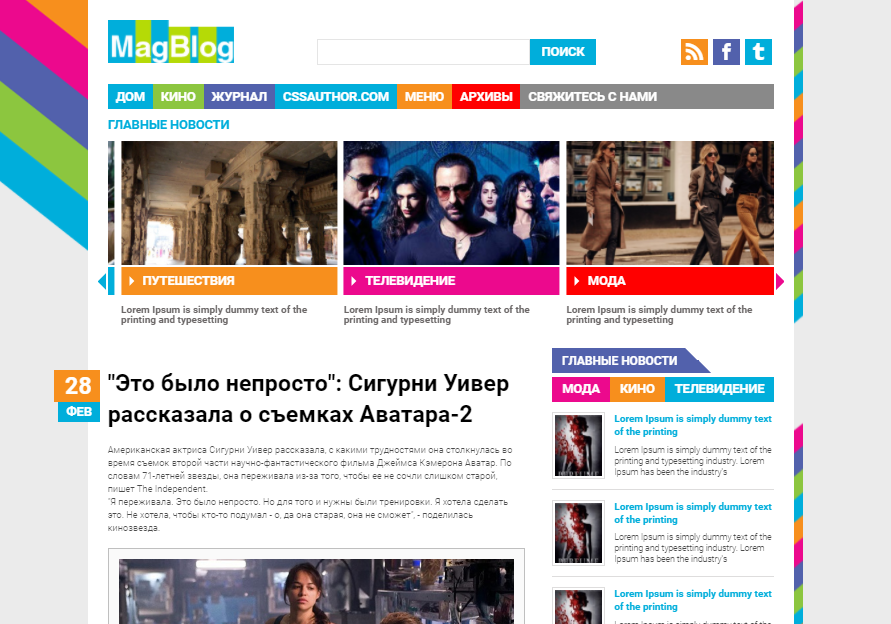 MagBlog
ПОИСК
ДОМ КИНО ЖУРНАЛ CSSAUTHOR.COM МЕНЮ АРХИВЫ СВЯЖИТЕСЬ С НАМИ
ГЛАВНЫЕ НОВОСТИ
ПУТЕШЕСТВИЯ
Lorem Ipsum is simply dummy text of the
printing and typesetting
ТЕЛЕВИДЕНИЕ
Lorem Ipsum is simply dummy text of the
printing and typesetting
МОДА
Lorem Ipsum is simply dummy text of the
printing and typesetting
28
ФЕВ
"Это было непросто": Сигурни Уивер
рассказала о съемках Аватара-2
Американская актриса Сигурни Уивер рассказала, с какими трудностями она столкнулась во
время съемок второй части научно-фантастического фильма Джеймса Кэмерона Аватар. По
словам 71-летней звезды, она переживала из-за того, чтобы ее не сочли слишком старой,
пишет The Independent.
"Я переживала. Это было непросто. Но для того и нужны были тренировки. Я хотела сделать
это. Не хотела, чтобы кто-то подумал - о, да она старая, она не сможет", - поделилась
кинозвезда.
ГЛАВНЫЕ НОВОСТИ
МОДА КИНО ТЕЛЕВИДЕНИЕ
Lorem Ipsum is simply dummy text
of the printing
Lorem Ipsum is simply dummy text of the
printing and typesetting industry. Lorem
Ipsum has been the industry's
Lorem Ipsum is simply dummy text
of the printing
Lorem Ipsum is simply dummy text of the
printing and typesetting industry. Lorem
Ipsum has been the industry's
Lorem Ipsum is simply dummy text
of the printing
Lorem Ipsum is simply dummy text of the